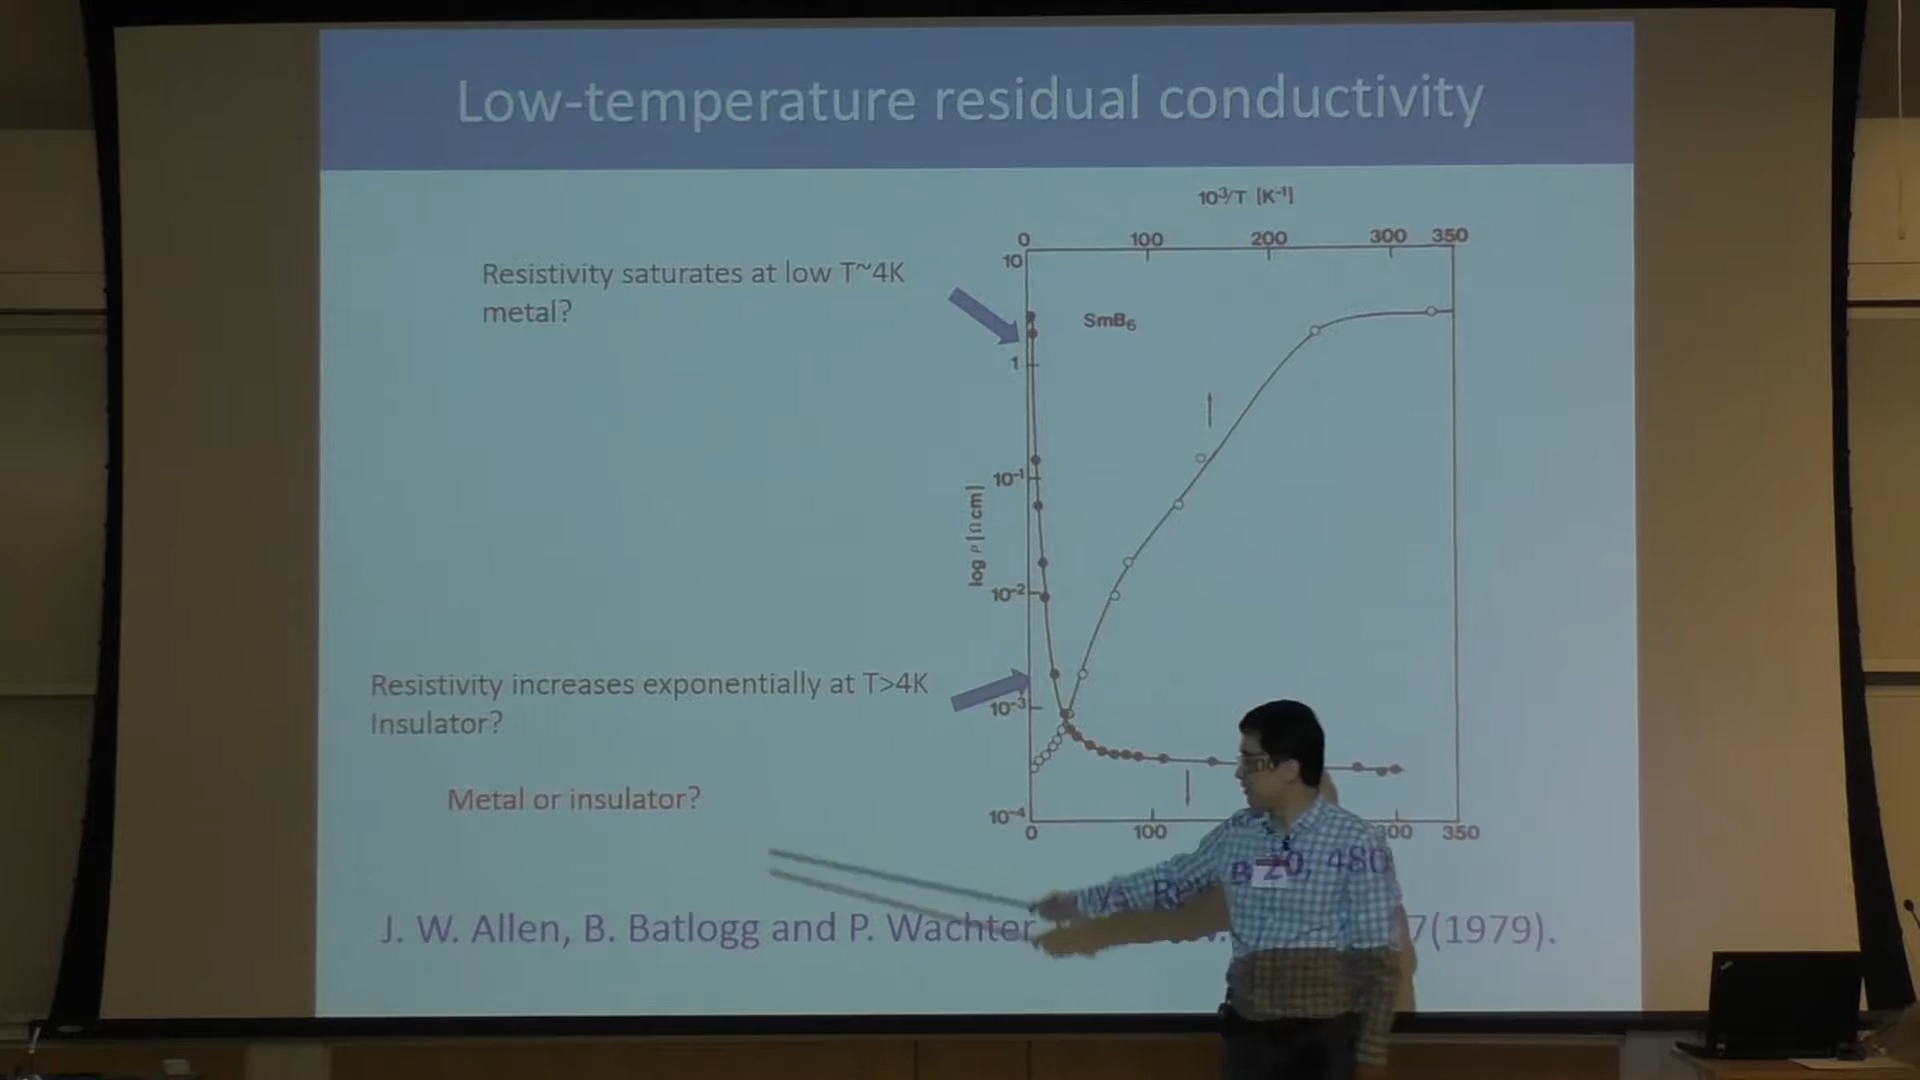 Low-temperature residual conductivity
10³/T [K⁻¹]
0 100 200 300 350
Resistivity saturates at low T~4K
metal?
10
SmB₆
1
10⁻¹
log ρ [Ω cm]
10⁻²
Resistivity increases exponentially at T>4K
Insulator?
10⁻³
Metal or insulator?
10⁻⁴
0 100 300 350
B 20, 480
J. W. Allen, B. Batlogg and P. Wachter 7(1979).